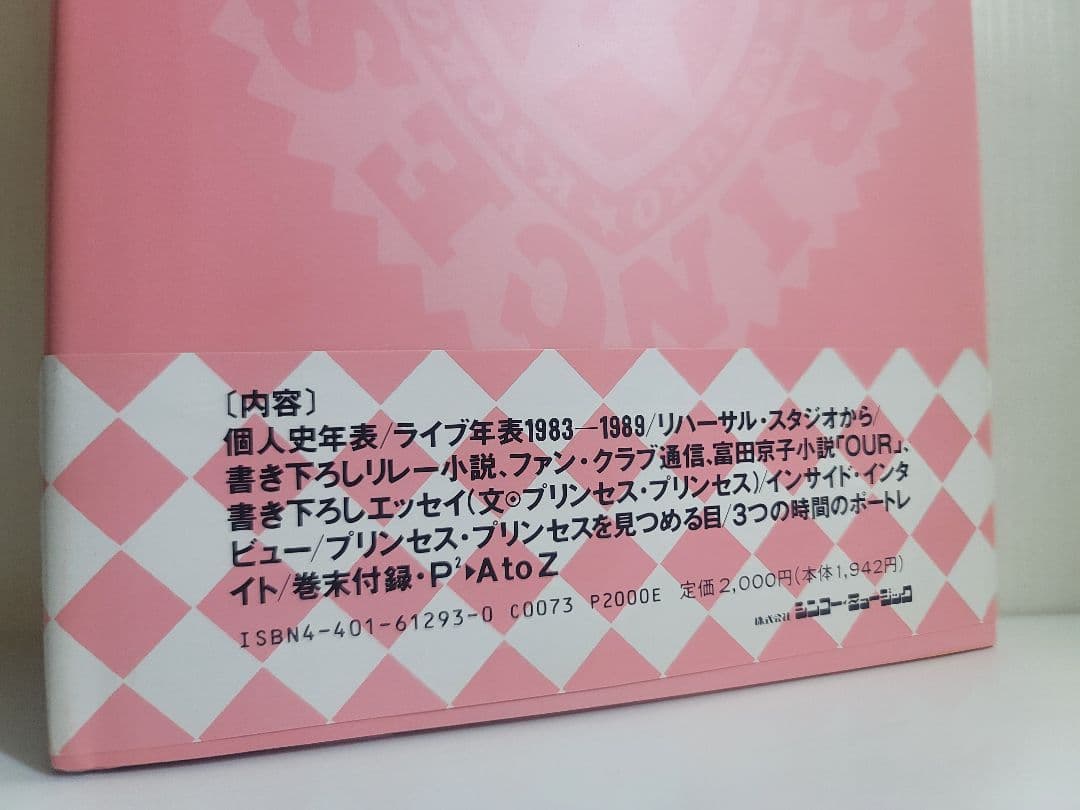 PRINCES
KYOKO★
〔内容〕
個人史年表/ライブ年表1983—1989/リハーサル・スタジオから/
書き下ろしリレー小説、ファン・クラブ通信、富田京子小説「OUR」、
書き下ろしエッセイ(文◎プリンセス・プリンセス)/インサイド・インタ
ビュー/プリンセス・プリンセスを見つめる目/3つの時間のポートレ
イト/巻末付録・P²▶A to Z
ISBN4-401-61293-0 C0073 P2000E 定価2,000円(本体1,942円)
株式会社 シンコー・ミュージック